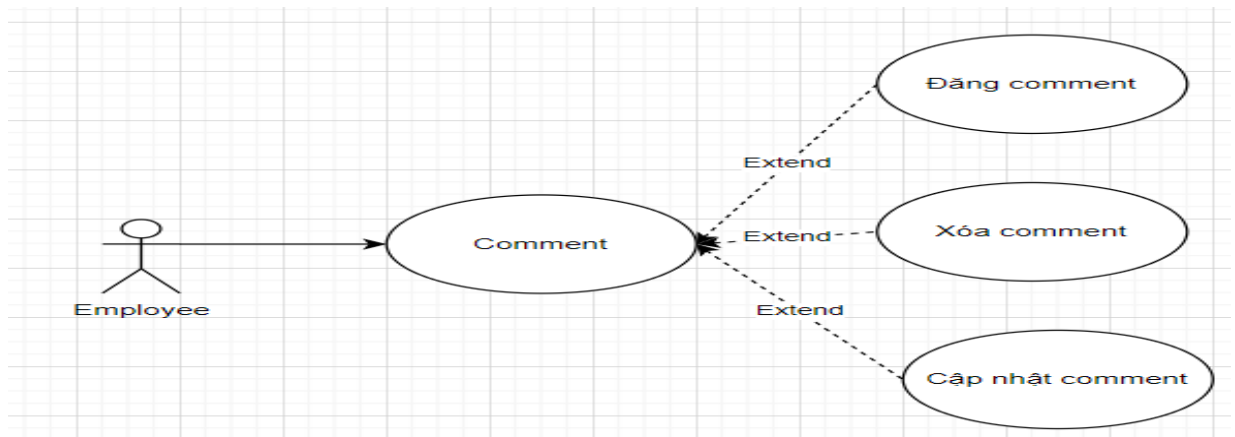 Đăng comment
Extend
Xóa comment
Extend
Comment
Employee
Extend
Cập nhật comment